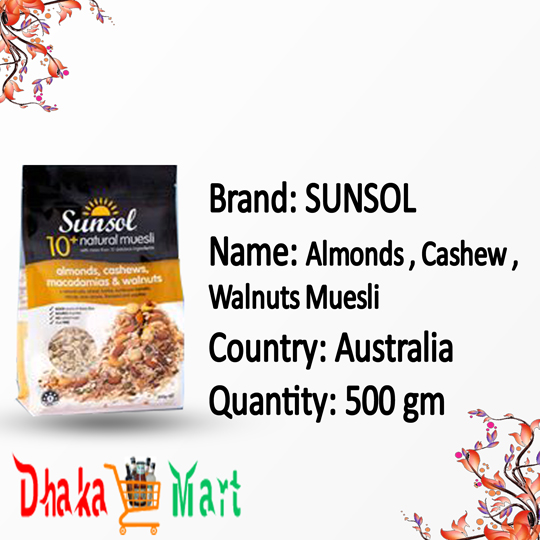 Sunsol
10+ natural muesli
almonds, cashews,
macadamias & walnuts
Brand: SUNSOL
Name: Almonds , Cashew ,
Walnuts Muesli
Country: Australia
Quantity: 500 gm
Dhaka Mart